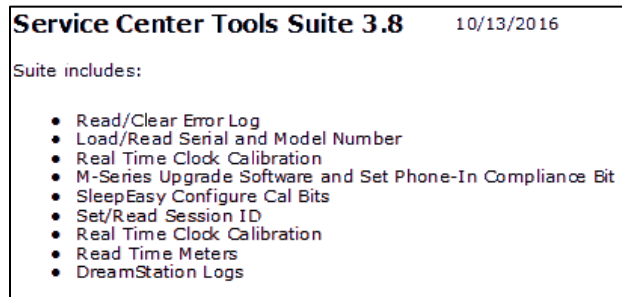 Service Center Tools Suite 3.8 10/13/2016
Suite includes:
• Read/Clear Error Log
• Load/Read Serial and Model Number
• Real Time Clock Calibration
• M-Series Upgrade Software and Set Phone-In Compliance Bit
• SleepEasy Configure Cal Bits
• Set/Read Session ID
• Real Time Clock Calibration
• Read Time Meters
• DreamStation Logs